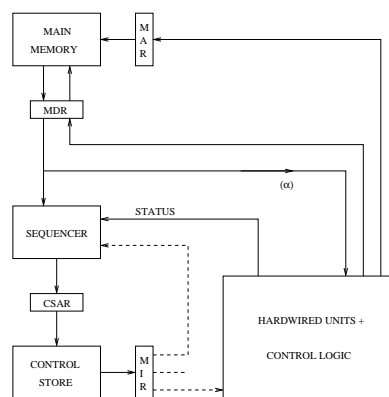 MAIN
MEMORY
M
A
R
MDR
(α)
STATUS
SEQUENCER
CSAR
HARDWIRED UNITS +
CONTROL LOGIC
CONTROL
STORE
M
I
R